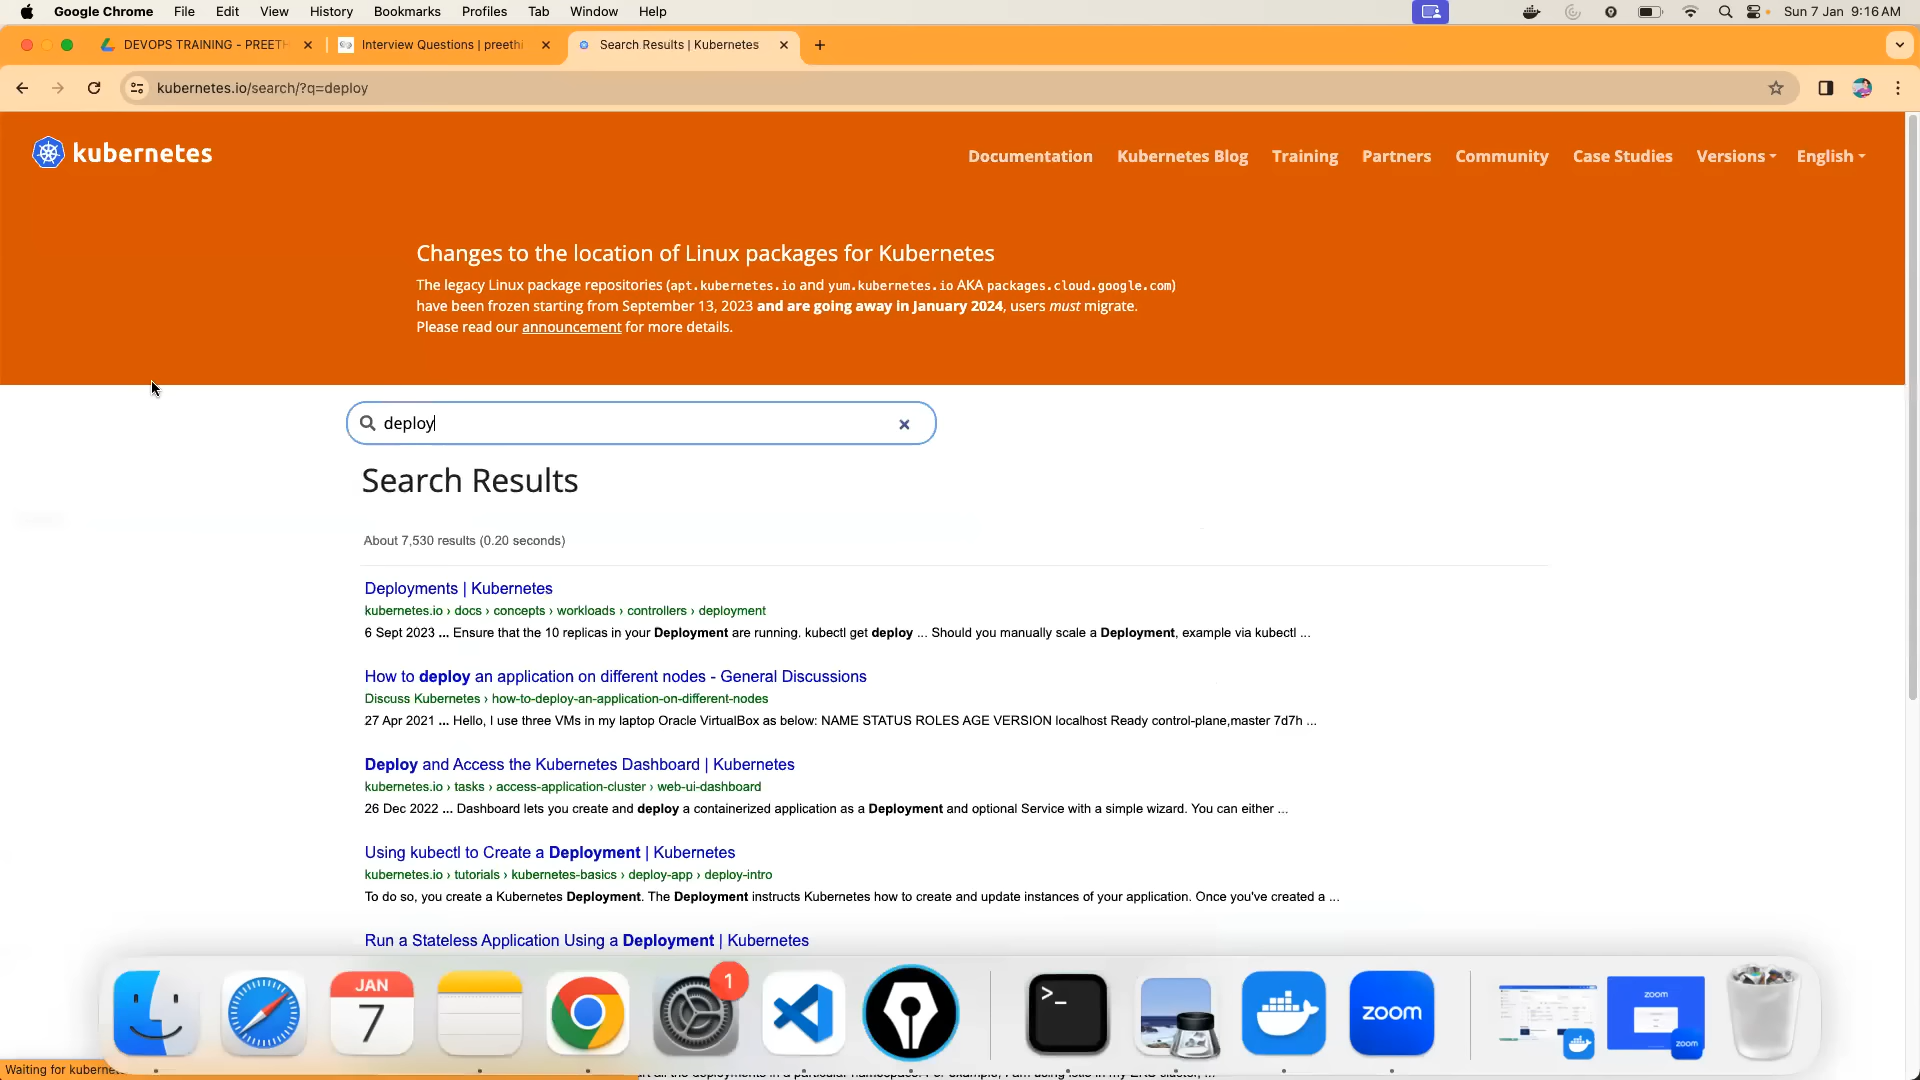 Google Chrome File Edit View History Bookmarks Profiles Tab Window Help Sun 7 Jan 9:16 AM
DEVOPS TRAINING - PREETH Interview Questions | preethi Search Results | Kubernetes
kubernetes.io/search/?q=deploy
kubernetes
Documentation Kubernetes Blog Training Partners Community Case Studies Versions English
Changes to the location of Linux packages for Kubernetes
The legacy Linux package repositories (apt.kubernetes.io and yum.kubernetes.io AKA packages.cloud.google.com)
have been frozen starting from September 13, 2023 and are going away in January 2024, users must migrate.
Please read our announcement for more details.
deploy
Search Results
About 7,530 results (0.20 seconds)
Deployments | Kubernetes
kubernetes.io › docs › concepts › workloads › controllers › deployment
6 Sept 2023 ... Ensure that the 10 replicas in your Deployment are running. kubectl get deploy ... Should you manually scale a Deployment, example via kubectl ...
How to deploy an application on different nodes - General Discussions
Discuss Kubernetes › how-to-deploy-an-application-on-different-nodes
27 Apr 2021 ... Hello, I use three VMs in my laptop Oracle VirtualBox as below: NAME STATUS ROLES AGE VERSION localhost Ready control-plane,master 7d7h ...
Deploy and Access the Kubernetes Dashboard | Kubernetes
kubernetes.io › tasks › access-application-cluster › web-ui-dashboard
26 Dec 2022 ... Dashboard lets you create and deploy a containerized application as a Deployment and optional Service with a simple wizard. You can either ...
Using kubectl to Create a Deployment | Kubernetes
kubernetes.io › tutorials › kubernetes-basics › deploy-app › deploy-intro
To do so, you create a Kubernetes Deployment. The Deployment instructs Kubernetes how to create and update instances of your application. Once you've created a ...
Run a Stateless Application Using a Deployment | Kubernetes
JAN
7
1
>_
zoom
zoom
zoom
Waiting for kuberne